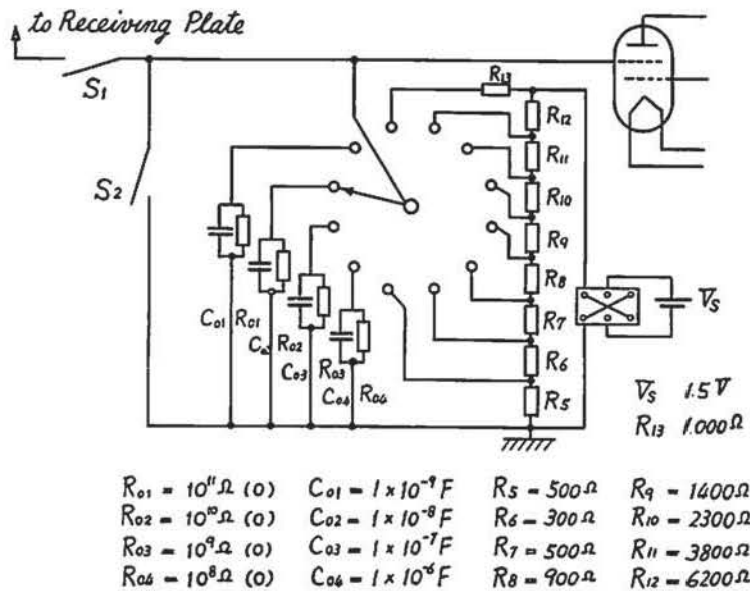 to Receiving Plate
S1
S2
R13
R12
R11
R10
R9
R8
R7
R6
R5
C01 R01
C02 R02
C03 R03
C04 R04
VS
VS 1.5V
R13 1.000Ω
R01 = 10¹¹Ω (0) C01 = 1 × 10⁻⁹F R5 = 500Ω R9 = 1400Ω
R02 = 10¹⁰Ω (0) C02 = 1 × 10⁻⁸F R6 = 300Ω R10 = 2300Ω
R03 = 10⁹Ω (0) C03 = 1 × 10⁻⁷F R7 = 500Ω R11 = 3800Ω
R04 = 10⁸Ω (0) C04 = 1 × 10⁻⁶F R8 = 900Ω R12 = 6200Ω